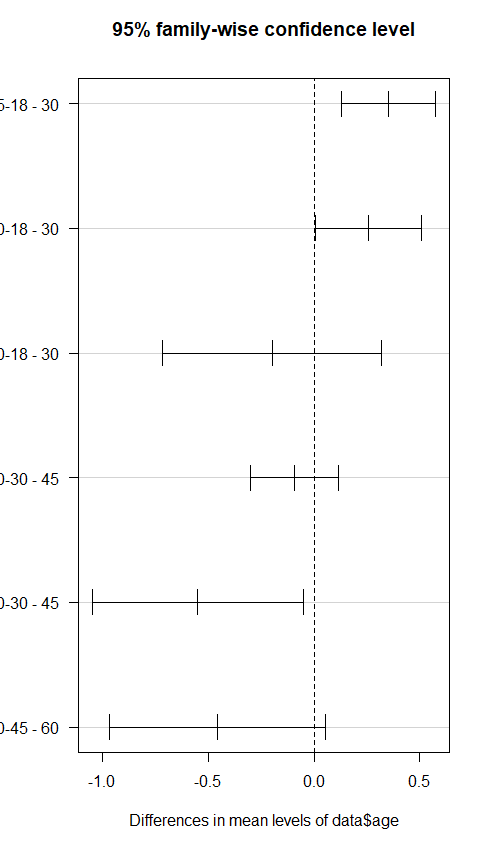 95% family-wise confidence level
5-18 - 30
0-18 - 30
0-18 - 30
0-30 - 45
0-30 - 45
0-45 - 60
-1.0 -0.5 0.0 0.5
Differences in mean levels of data$age